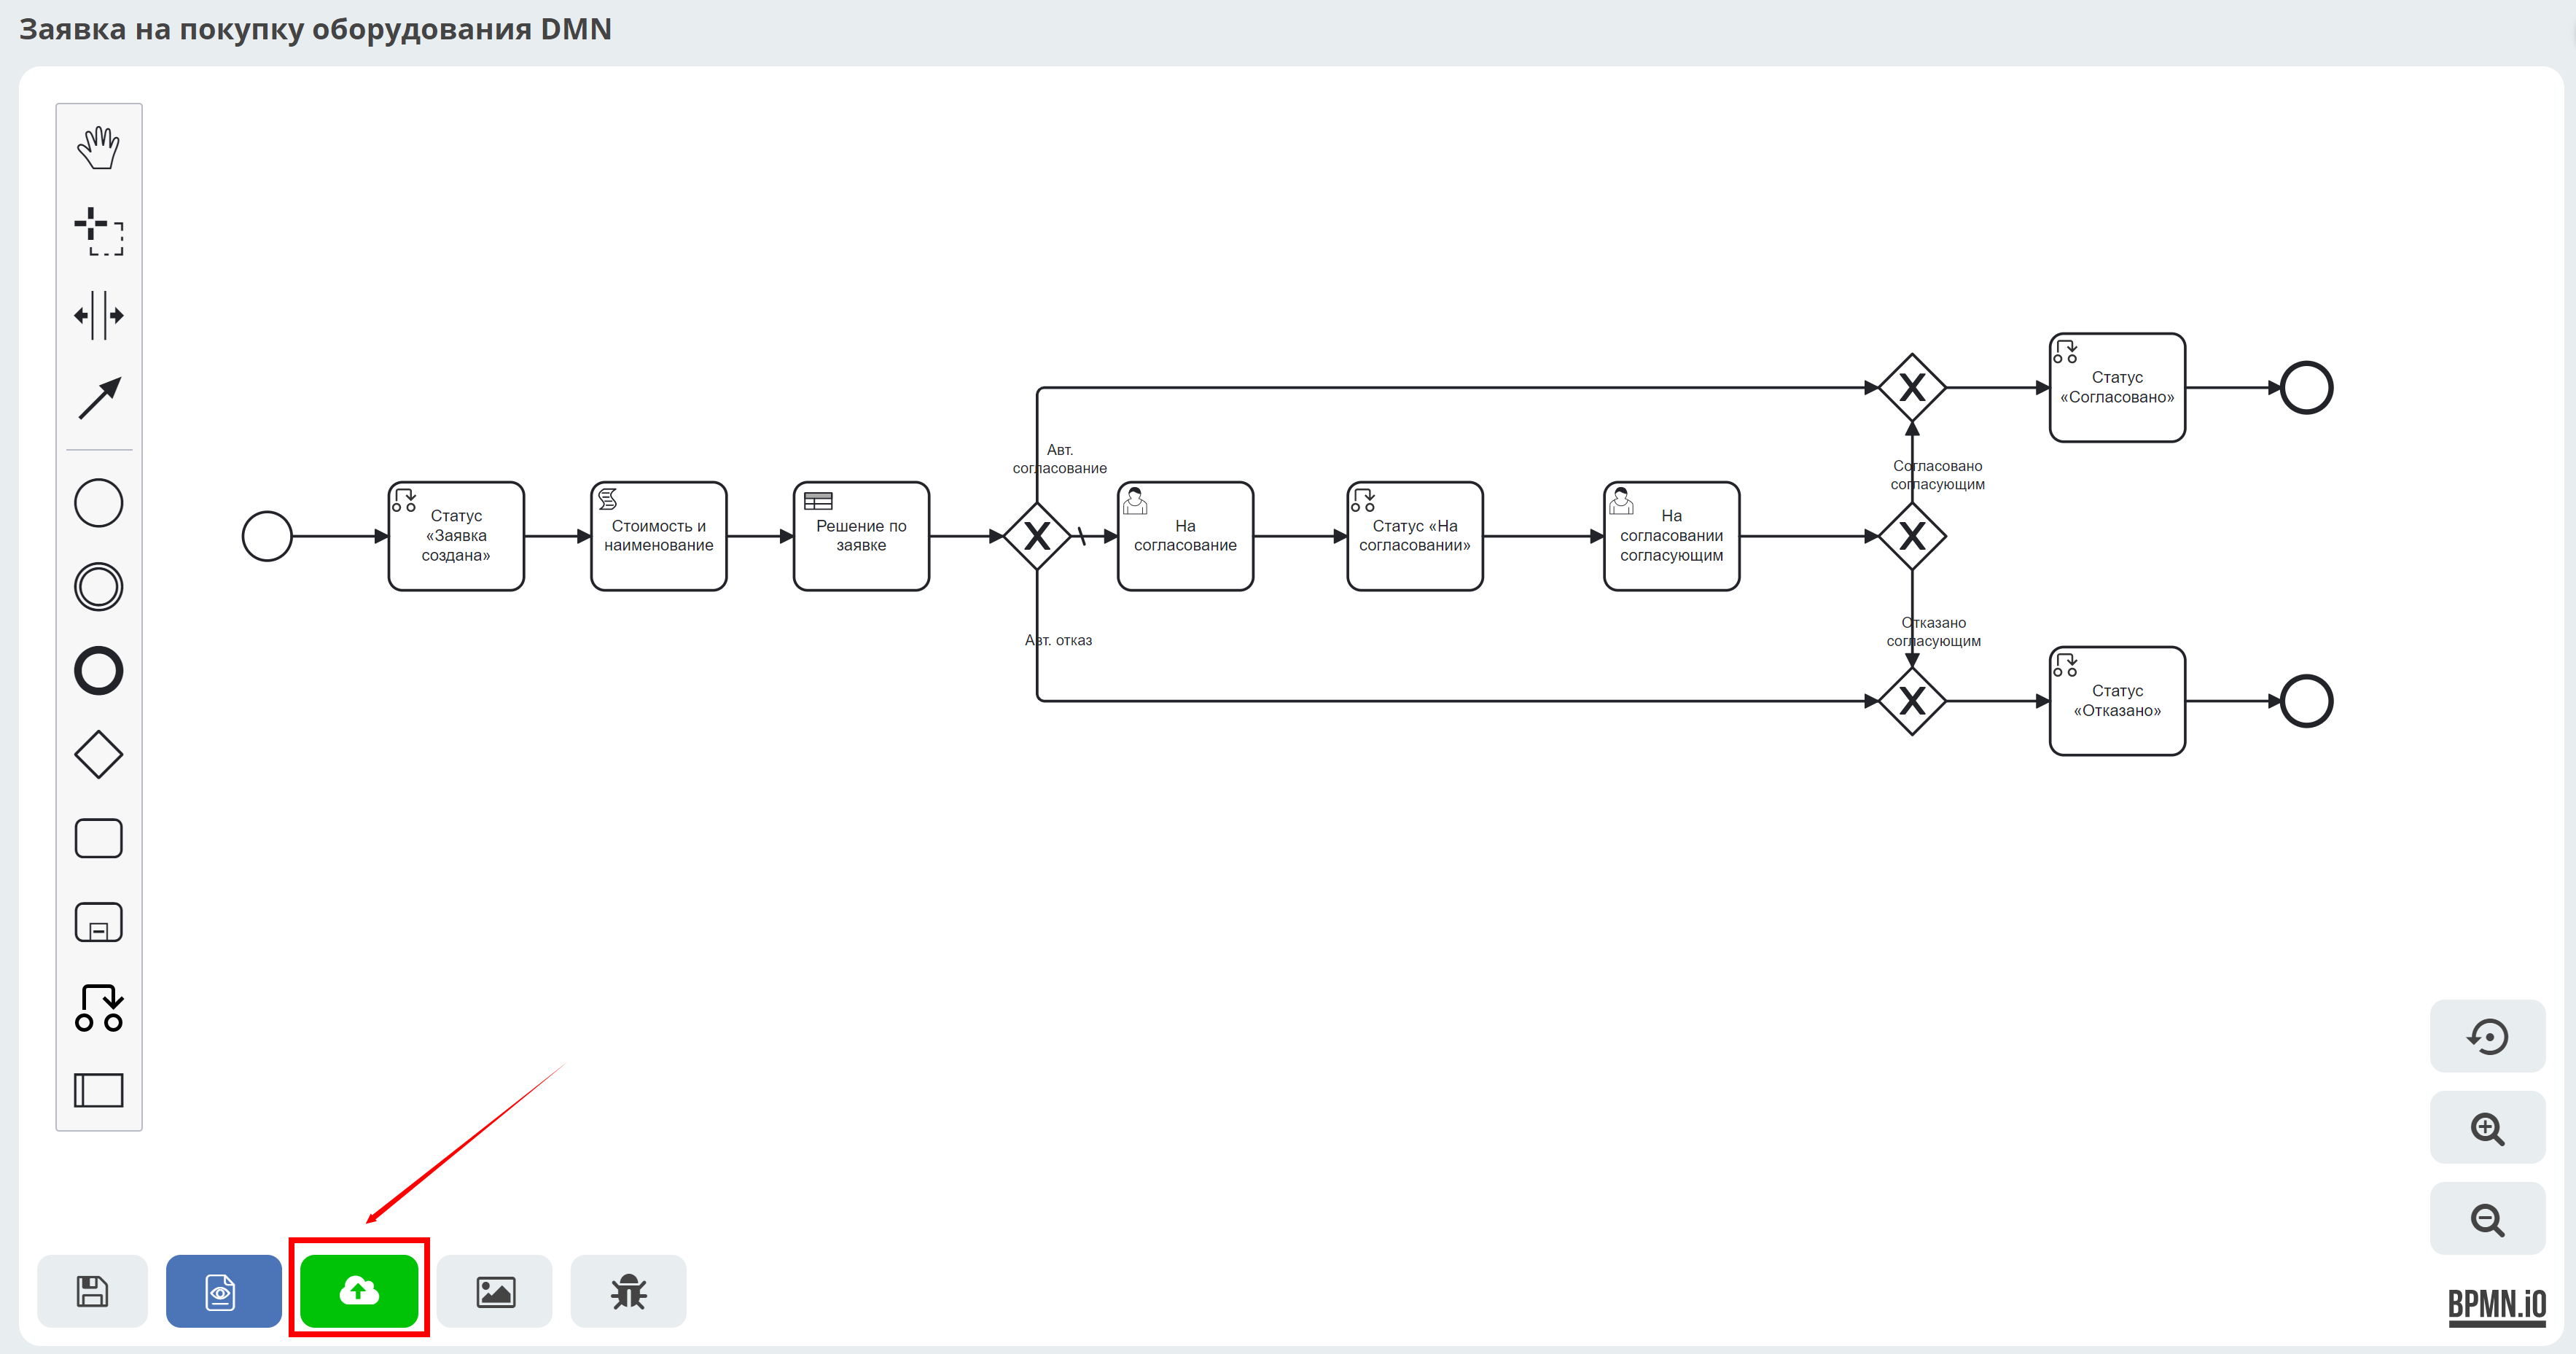 Заявка на покупку оборудования DMN
Статус
«Согласовано»
Авт.
согласование
Согласовано
согласующим
Статус
«Заявка
создана»
Стоимость и
наименование
Решение по
заявке
На
согласование
Статус «На
согласовании»
На
согласовании
согласующим
Авт. отказ
Отказано
согласующим
Статус
«Отказано»
BPMN.iO